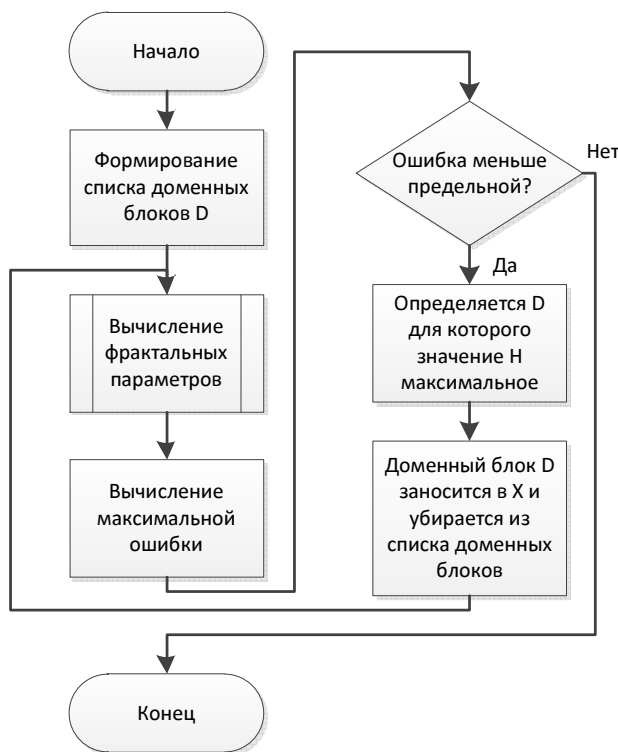 Начало
Формирование
списка доменных
блоков D
Вычисление
фрактальных
параметров
Вычисление
максимальной
ошибки
Ошибка меньше
предельной?
Нет
Да
Определяется D
для которого
значение H
максимальное
Доменный блок D
заносится в X и
убирается из
списка доменных
блоков
Конец